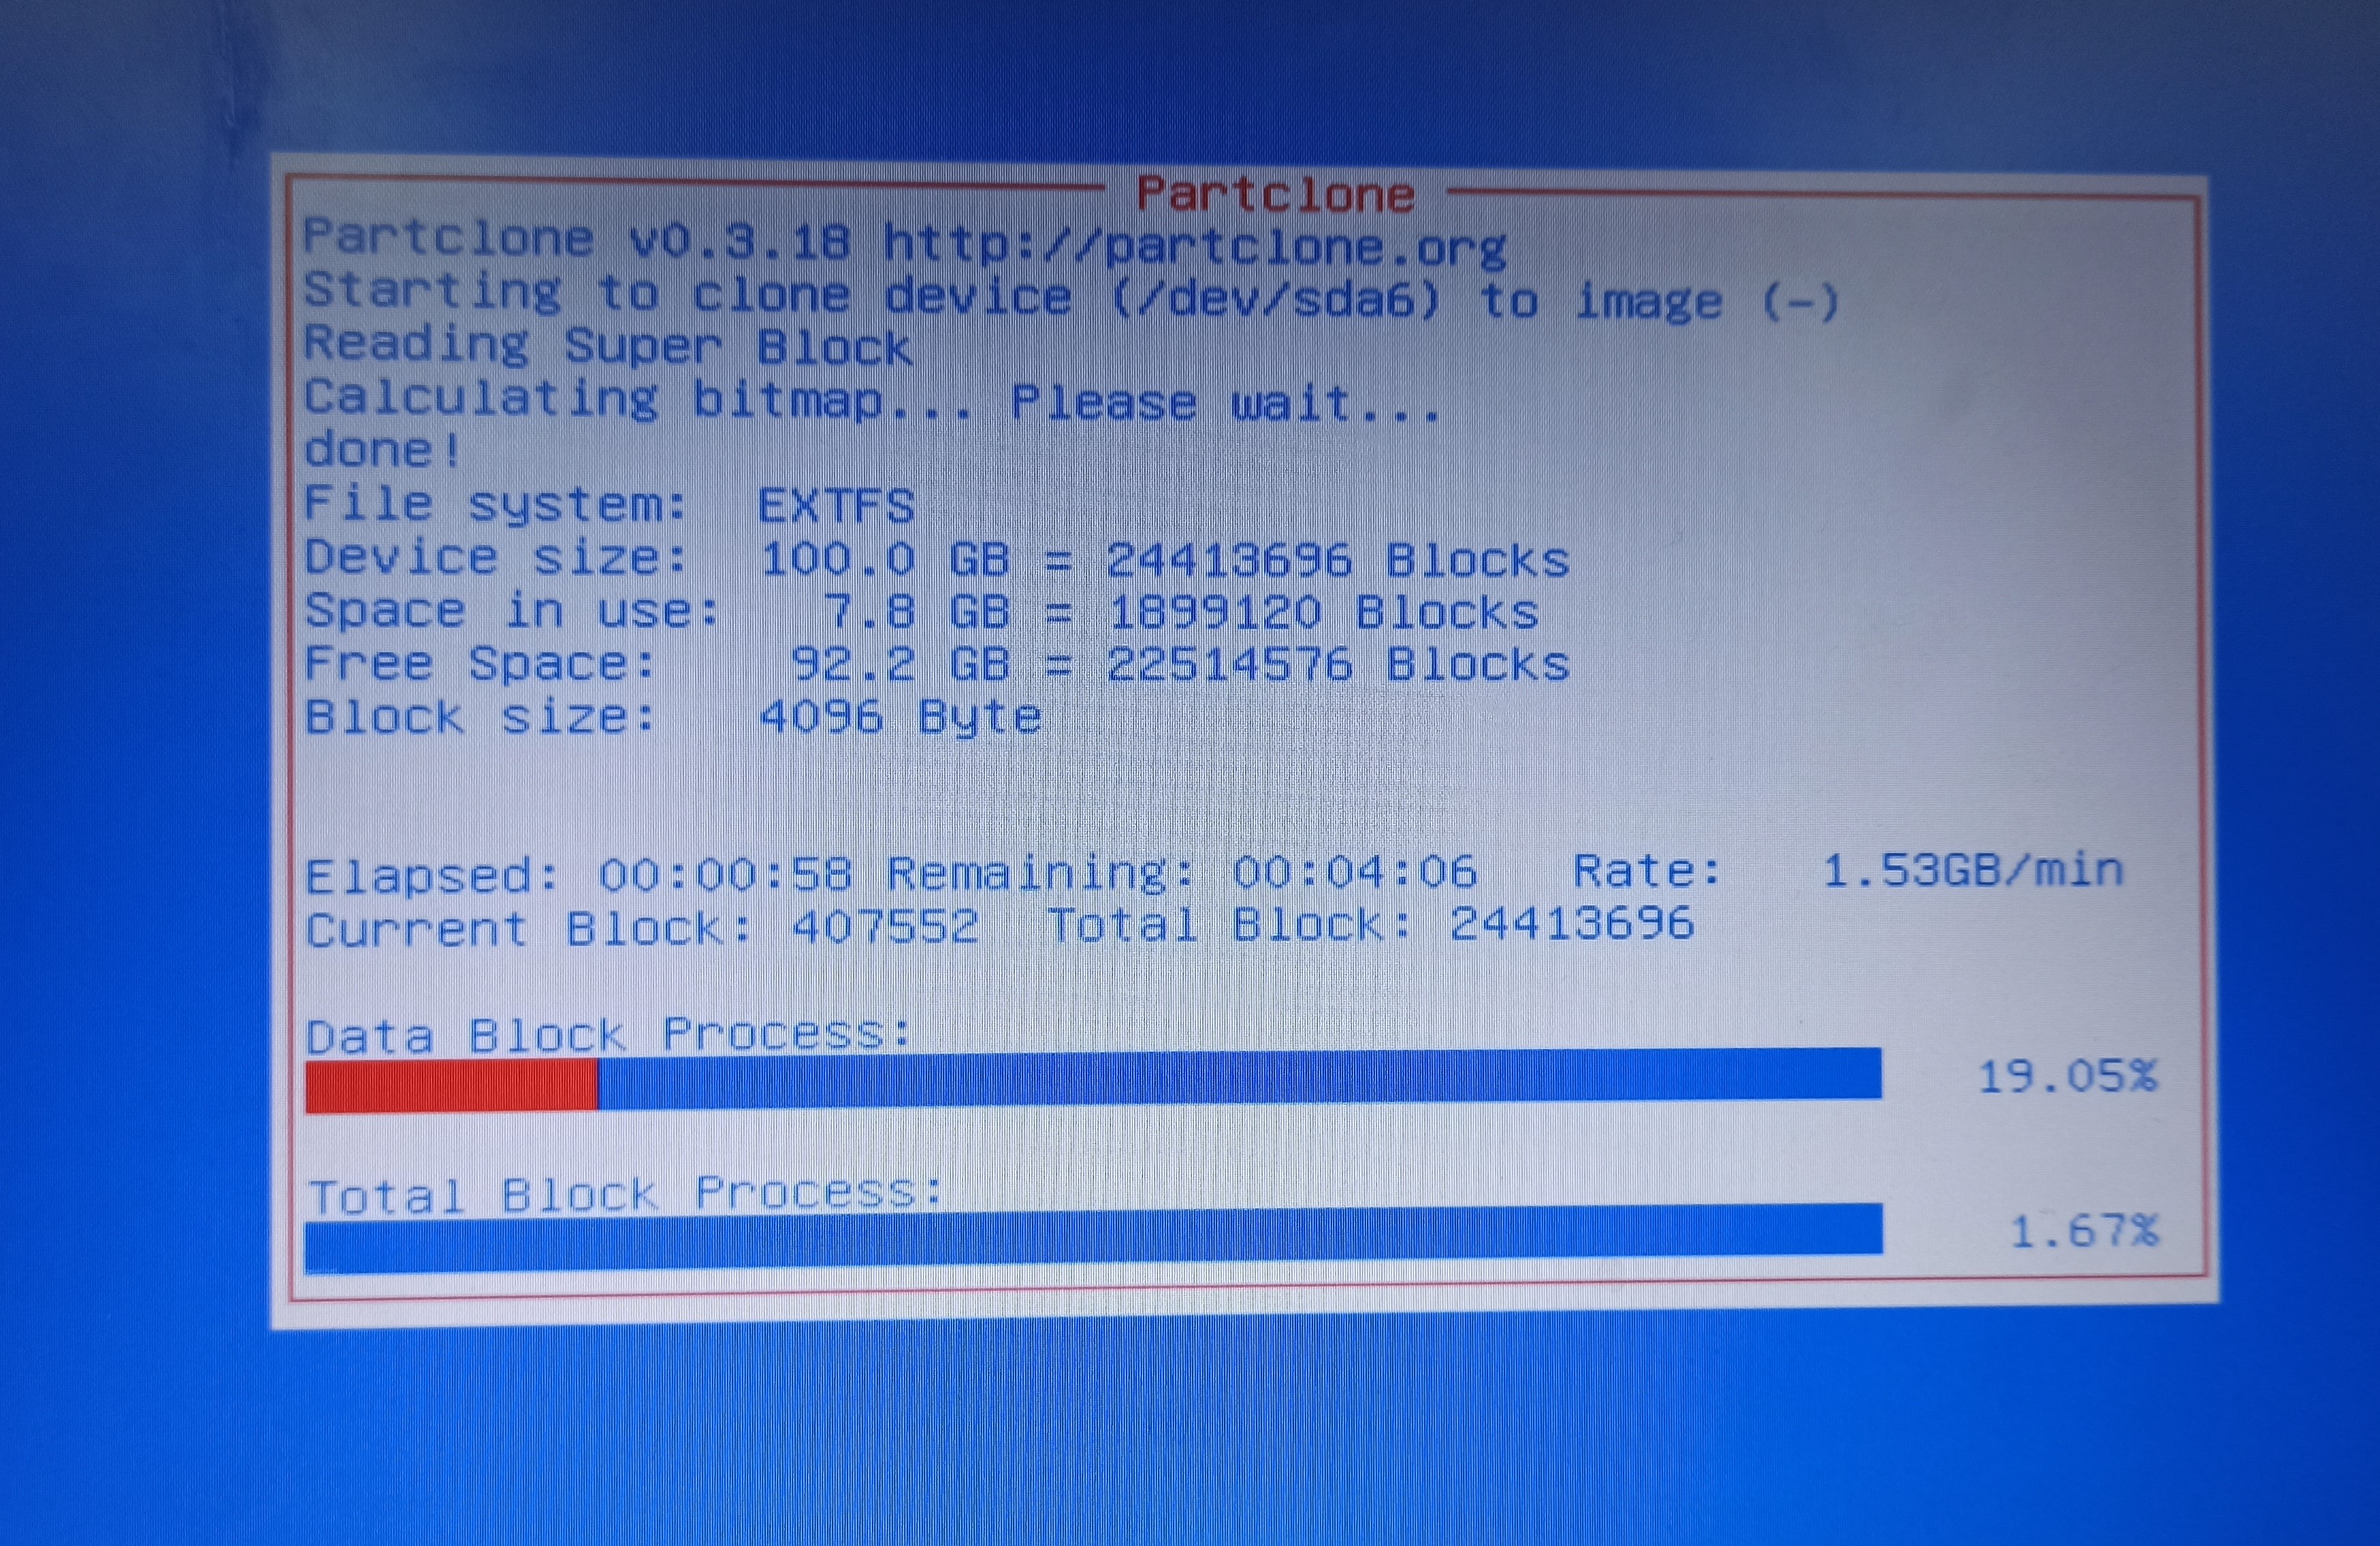 Partclone
Partclone v0.3.18 http://partclone.org
Starting to clone device (/dev/sda6) to image (-)
Reading Super Block
Calculating bitmap... Please wait...
done!
File system:  EXTFS
Device size:  100.0 GB = 24413696 Blocks
Space in use:   7.8 GB = 1899120 Blocks
Free Space:    92.2 GB = 22514576 Blocks
Block size:   4096 Byte
Elapsed: 00:00:58 Remaining: 00:04:06   Rate:   1.53GB/min
Current Block: 407552  Total Block: 24413696
Data Block Process:
19.05%
Total Block Process:
1.67%